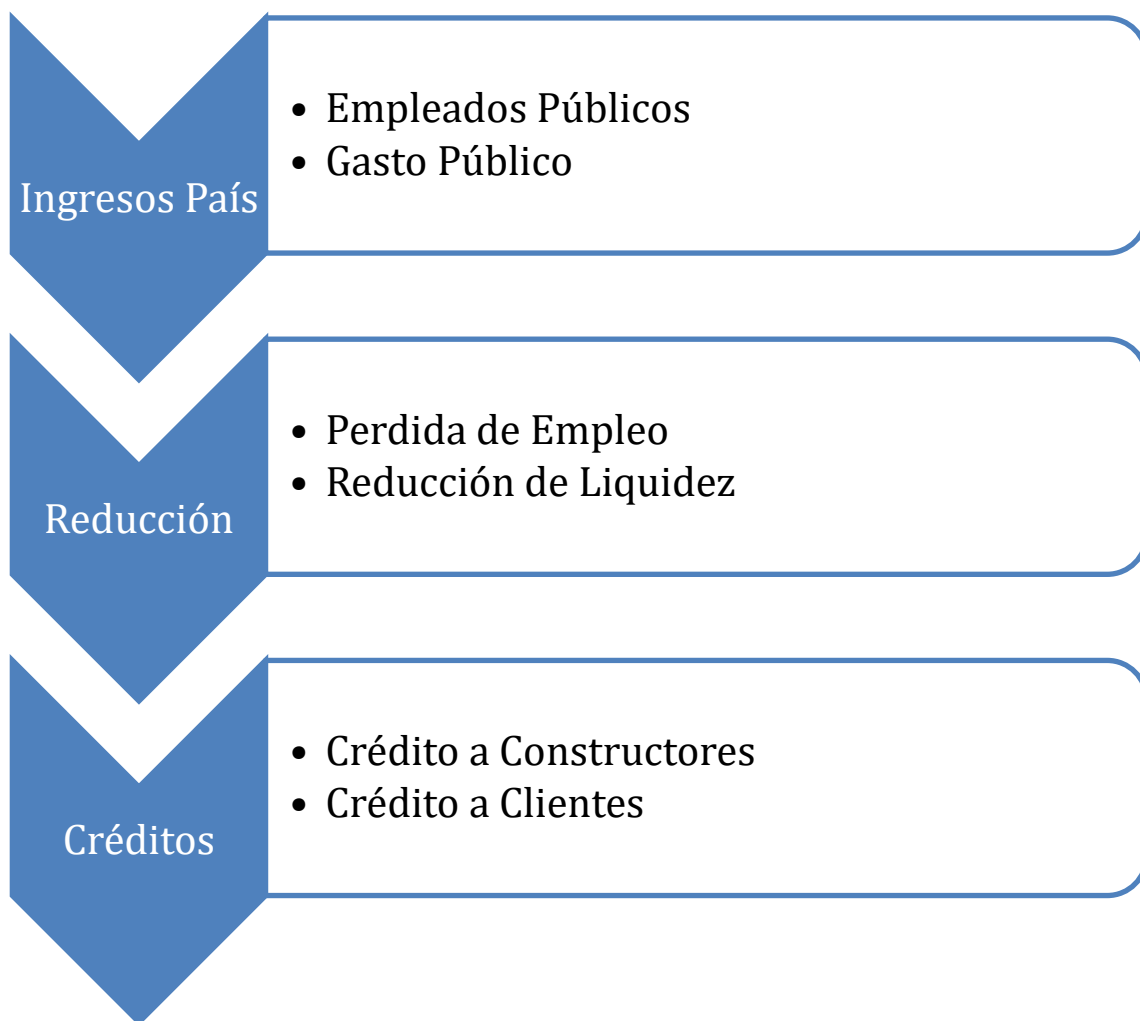 Ingresos País
• Empleados Públicos
• Gasto Público
Reducción
• Perdida de Empleo
• Reducción de Liquidez
Créditos
• Crédito a Constructores
• Crédito a Clientes